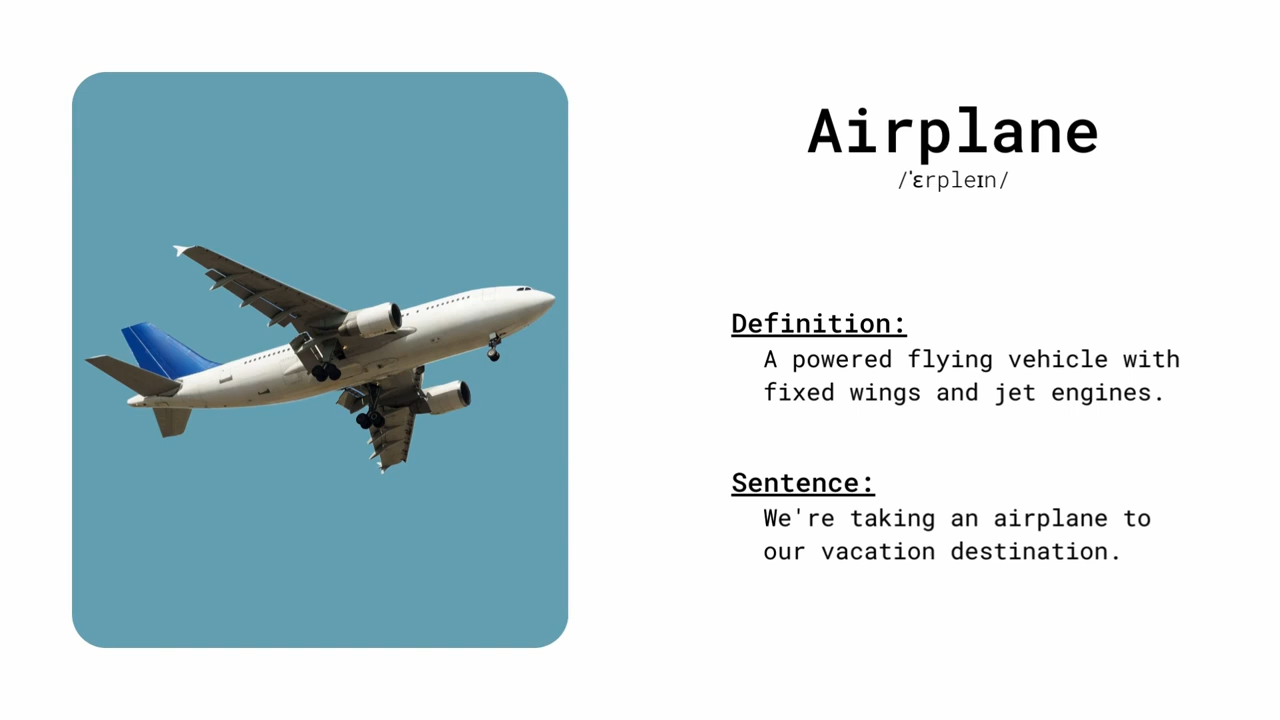 Airplane
/ˈɛrpleɪn/
Definition:
A powered flying vehicle with
fixed wings and jet engines.
Sentence:
We're taking an airplane to
our vacation destination.